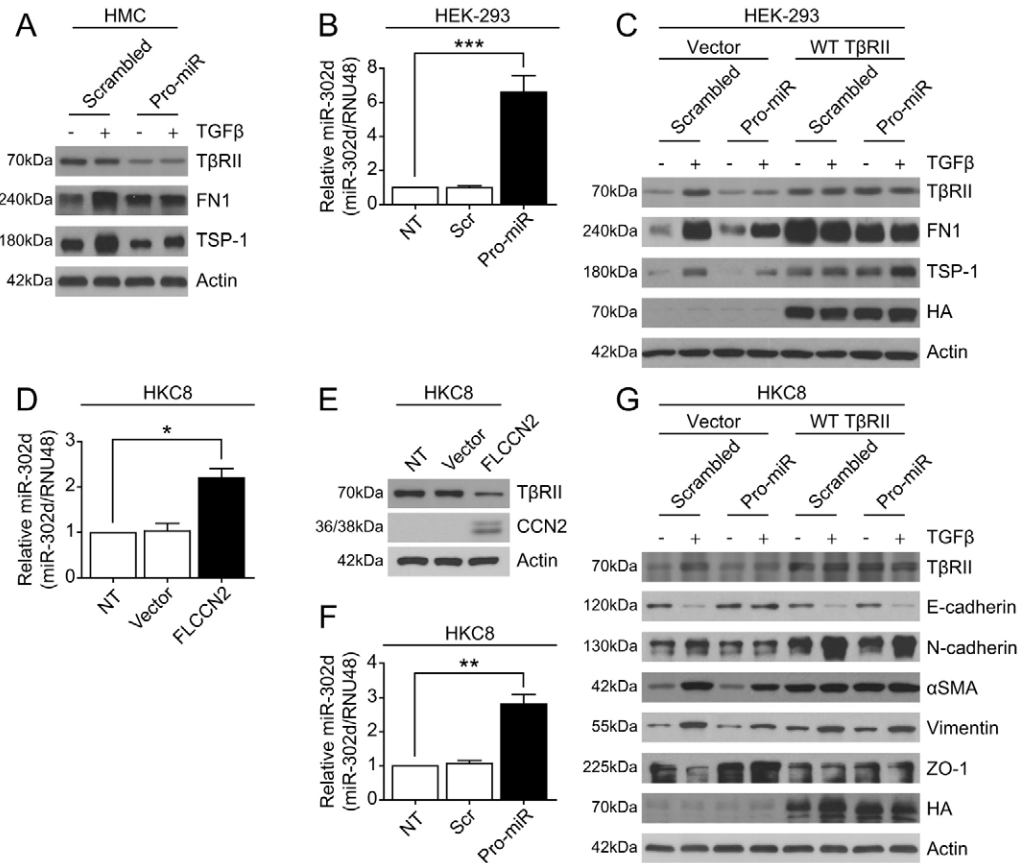 A
HMC
Scrambled
Pro-miR
- + - + TGFβ
70kDa TβRII
240kDa FN1
180kDa TSP-1
42kDa Actin
B
HEK-293
***
Relative miR-302d
(miR-302d/RNU48)
8
6
4
2
0
NT
Scr
Pro-miR
C
HEK-293
Vector
WT TβRII
Scrambled
Pro-miR
Scrambled
Pro-miR
- + - + - + - + TGFβ
70kDa TβRII
240kDa FN1
180kDa TSP-1
70kDa HA
42kDa Actin
D
HKC8
*
Relative miR-302d
(miR-302d/RNU48)
3
2
1
0
NT
Vector
FLCCN2
E
HKC8
NT
Vector
FLCCN2
70kDa TβRII
36/38kDa CCN2
42kDa Actin
F
HKC8
**
Relative miR-302d
(miR-302d/RNU48)
4
3
2
1
0
NT
Scr
Pro-miR
G
HKC8
Vector
WT TβRII
Scrambled
Pro-miR
Scrambled
Pro-miR
- + - + - + - + TGFβ
70kDa TβRII
120kDa E-cadherin
130kDa N-cadherin
42kDa αSMA
55kDa Vimentin
225kDa ZO-1
70kDa HA
42kDa Actin